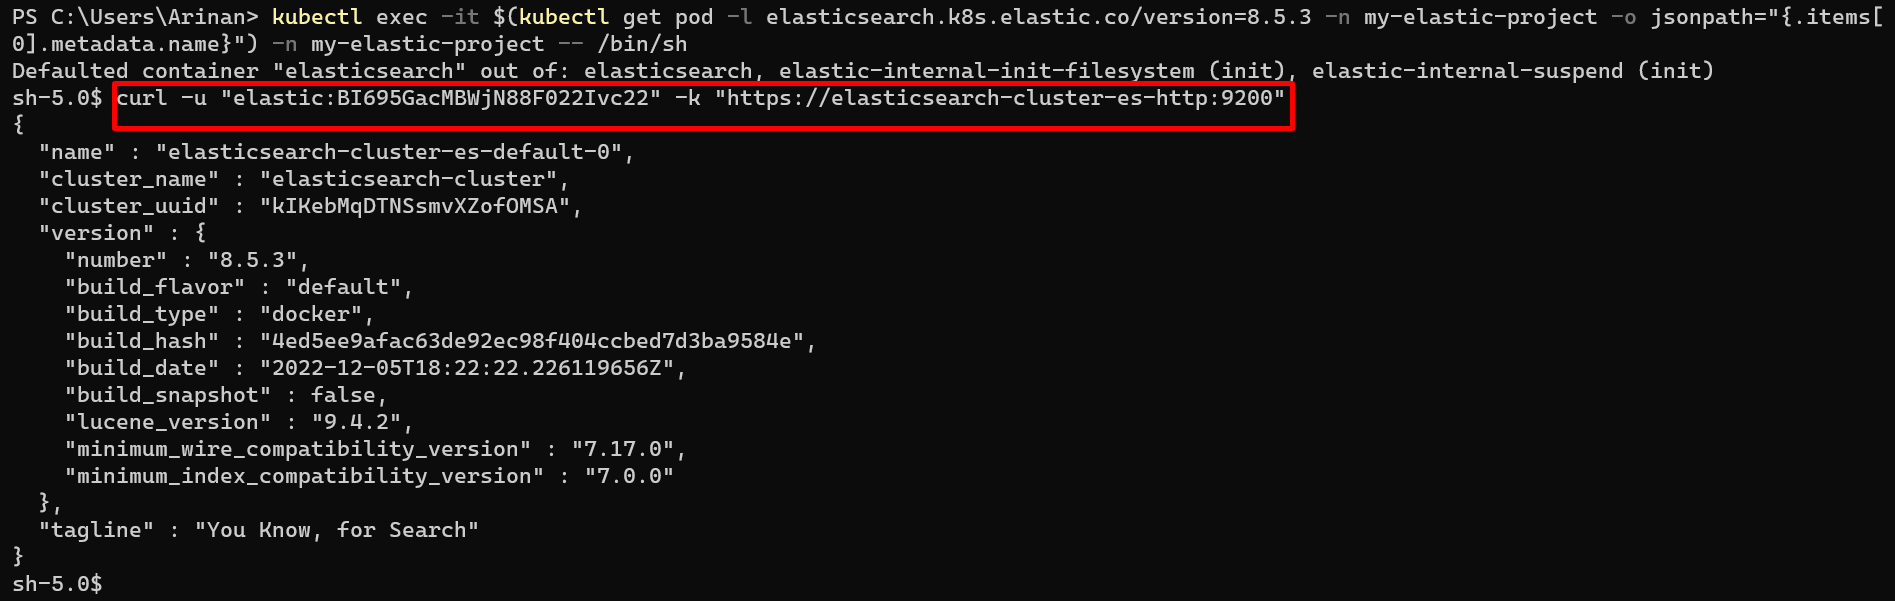 PS C:\Users\Arinan> kubectl exec -it $(kubectl get pod -l elasticsearch.k8s.elastic.co/version=8.5.3 -n my-elastic-project -o jsonpath="{.items[
0].metadata.name}") -n my-elastic-project -- /bin/sh
Defaulted container "elasticsearch" out of: elasticsearch, elastic-internal-init-filesystem (init), elastic-internal-suspend (init)
sh-5.0$ curl -u "elastic:BI695GacMBWjN88F022Ivc22" -k "https://elasticsearch-cluster-es-http:9200"
{
  "name" : "elasticsearch-cluster-es-default-0",
  "cluster_name" : "elasticsearch-cluster",
  "cluster_uuid" : "kIKebMqDTNSsmvXZofOMSA",
  "version" : {
    "number" : "8.5.3",
    "build_flavor" : "default",
    "build_type" : "docker",
    "build_hash" : "4ed5ee9afac63de92ec98f404ccbed7d3ba9584e",
    "build_date" : "2022-12-05T18:22:22.226119656Z",
    "build_snapshot" : false,
    "lucene_version" : "9.4.2",
    "minimum_wire_compatibility_version" : "7.17.0",
    "minimum_index_compatibility_version" : "7.0.0"
  },
  "tagline" : "You Know, for Search"
}
sh-5.0$